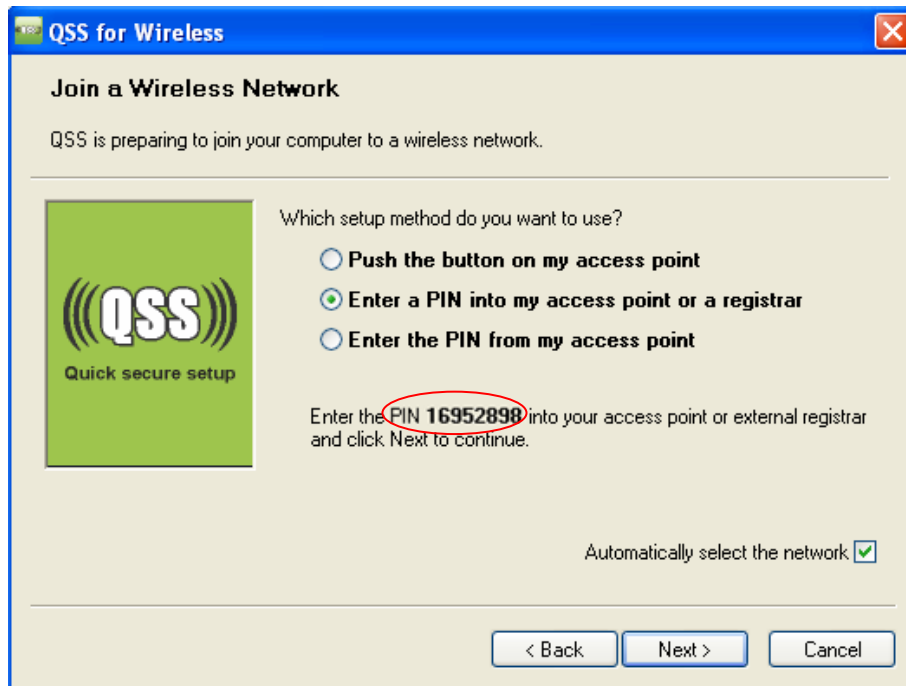 QSS for Wireless
Join a Wireless Network
QSS is preparing to join your computer to a wireless network.
Which setup method do you want to use?
Push the button on my access point
Enter a PIN into my access point or a registrar
Enter the PIN from my access point
(((QSS)))
Quick secure setup
Enter the PIN 16952898 into your access point or external registrar
and click Next to continue.
Automatically select the network
< Back
Next >
Cancel